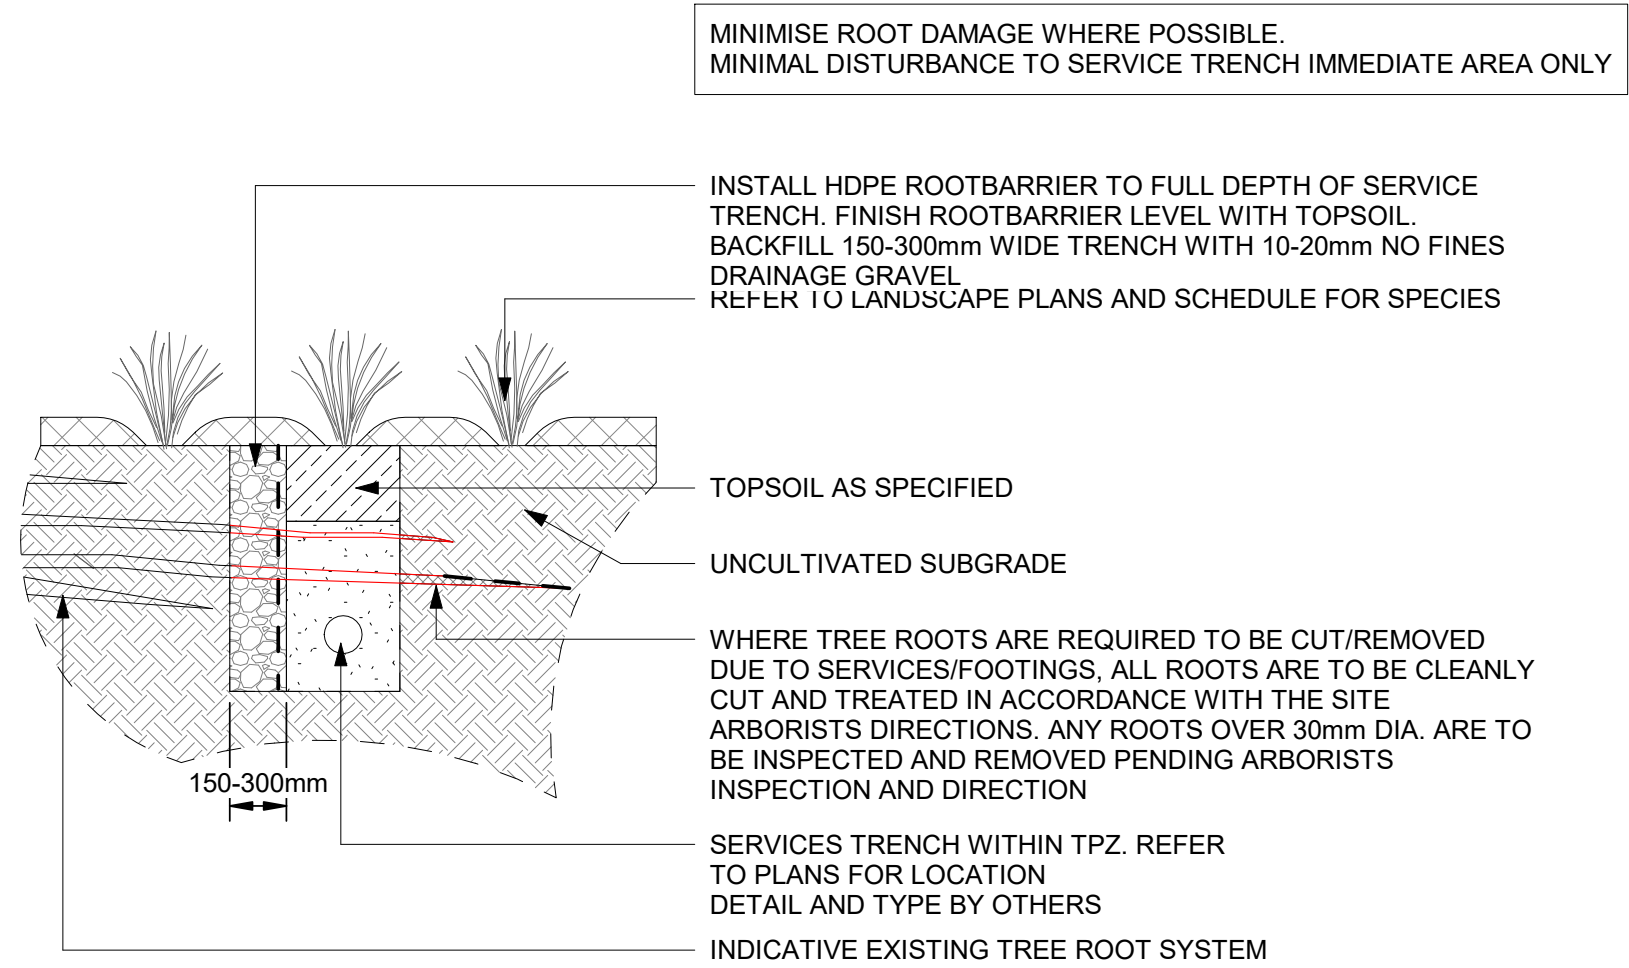 MINIMISE ROOT DAMAGE WHERE POSSIBLE.
MINIMAL DISTURBANCE TO SERVICE TRENCH IMMEDIATE AREA ONLY
INSTALL HDPE ROOTBARRIER TO FULL DEPTH OF SERVICE
TRENCH. FINISH ROOTBARRIER LEVEL WITH TOPSOIL.
BACKFILL 150-300mm WIDE TRENCH WITH 10-20mm NO FINES
DRAINAGE GRAVEL
REFER TO LANDSCAPE PLANS AND SCHEDULE FOR SPECIES
TOPSOIL AS SPECIFIED
UNCULTIVATED SUBGRADE
WHERE TREE ROOTS ARE REQUIRED TO BE CUT/REMOVED
DUE TO SERVICES/FOOTINGS, ALL ROOTS ARE TO BE CLEANLY
CUT AND TREATED IN ACCORDANCE WITH THE SITE
ARBORISTS DIRECTIONS. ANY ROOTS OVER 30mm DIA. ARE TO
BE INSPECTED AND REMOVED PENDING ARBORISTS
INSPECTION AND DIRECTION
150-300mm
SERVICES TRENCH WITHIN TPZ. REFER
TO PLANS FOR LOCATION
DETAIL AND TYPE BY OTHERS
INDICATIVE EXISTING TREE ROOT SYSTEM